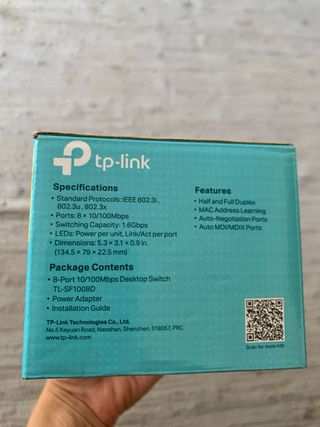 tp-link
Specifications
• Standard Protocols: IEEE 802.3i,
802.3u, 802.3x
• Ports: 8 × 10/100Mbps
• Switching Capacity: 1.6Gbps
• LEDs: Power per unit, Link/Act per port
• Dimensions: 5.3 × 3.1 × 0.9 in.
(134.5 × 79 × 22.5 mm)
Package Contents
• 8-Port 10/100Mbps Desktop Switch
TL-SF1008D
• Power Adapter
• Installation Guide
TP-Link Technologies Co., Ltd.
No.5 Keyuan Road, Nanshan, Shenzhen, 518057, PRC
www.tp-link.com
Features
• Half and Full Duplex
• MAC Address Learning
• Auto-Negotiation Ports
• Auto MDI/MDIX Ports
Scan for more info